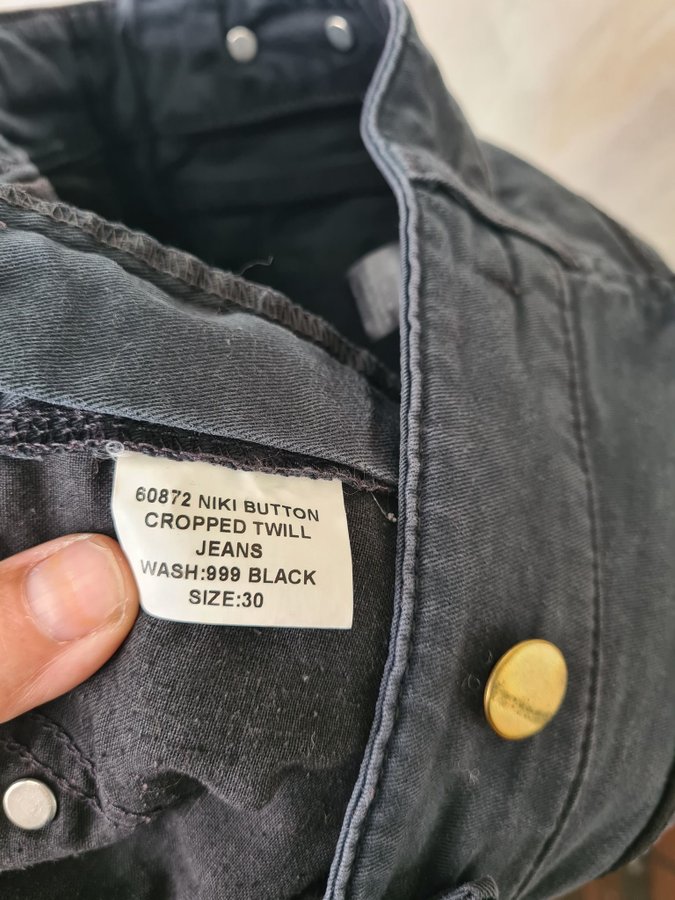 60872 NIKI BUTTON
CROPPED TWILL
JEANS
WASH:999 BLACK
SIZE:30